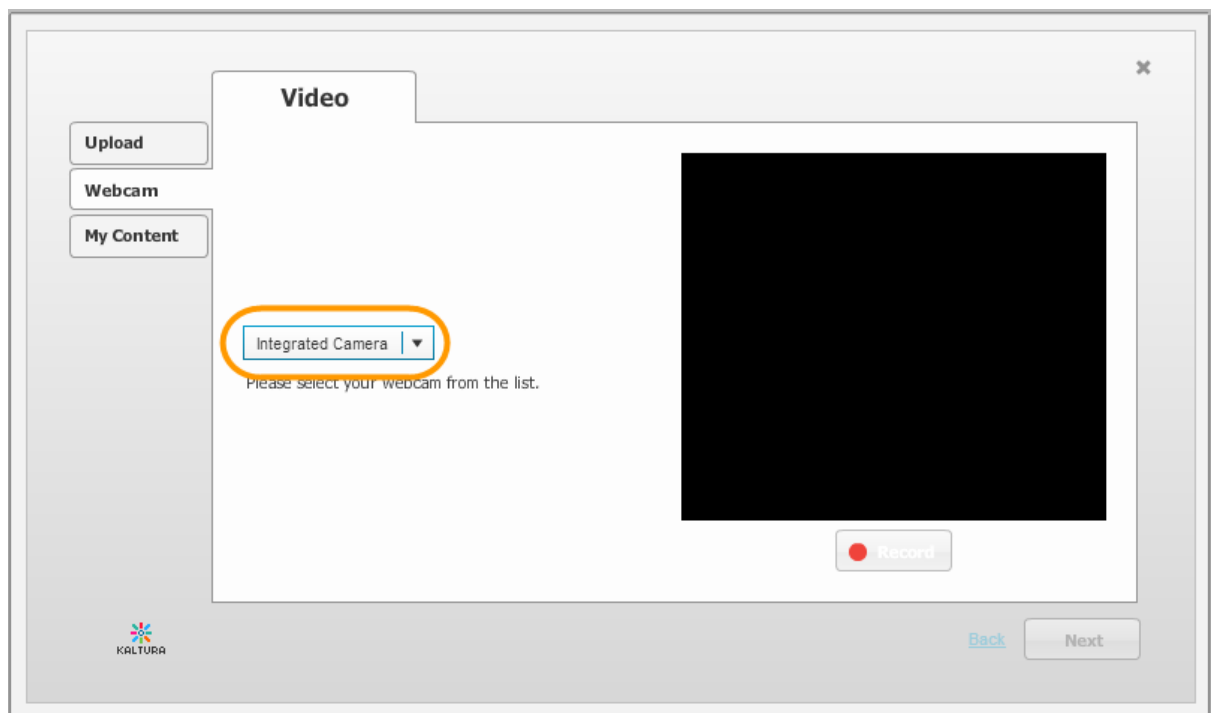 Video
Upload
Webcam
My Content
Integrated Camera
Please select your webcam from the list.
Record
KALTURA
Back
Next